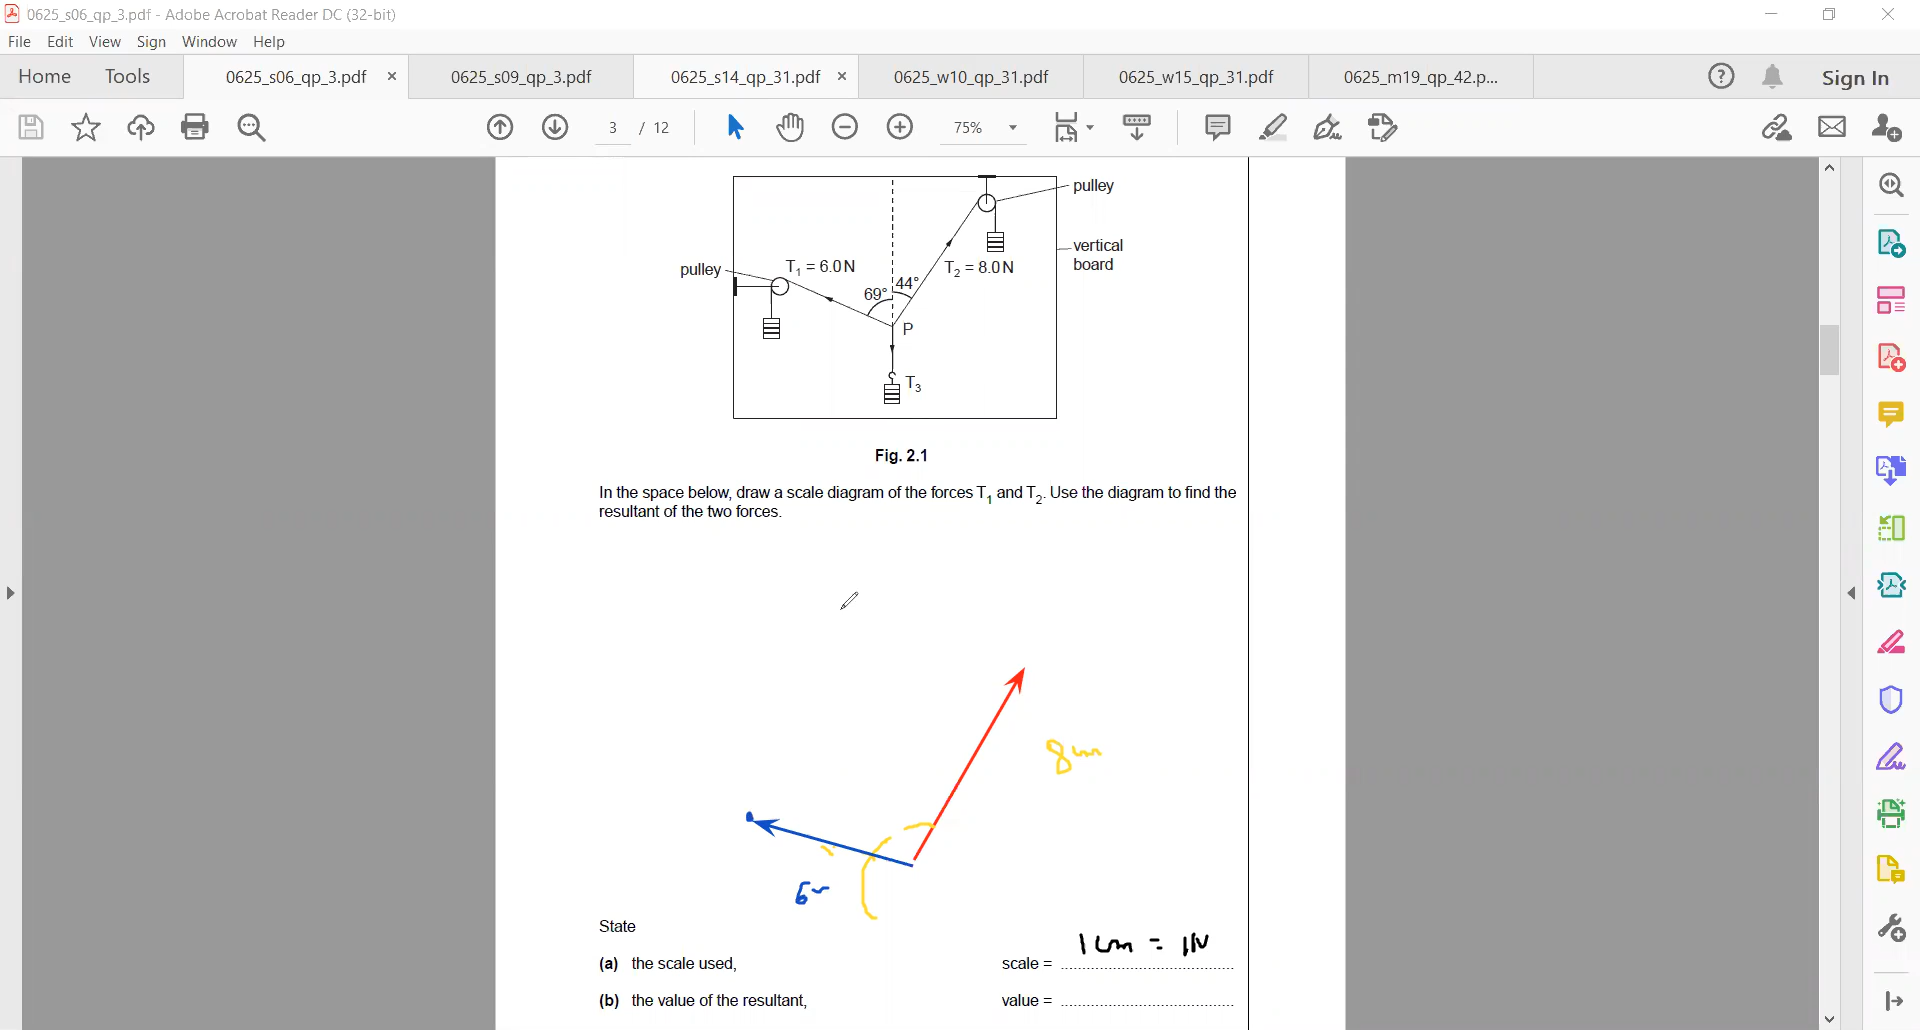 0625_s06_qp_3.pdf - Adobe Acrobat Reader DC (32-bit)
File Edit View Sign Window Help
Home Tools 0625_s06_qp_3.pdf × 0625_s09_qp_3.pdf 0625_s14_qp_31.pdf × 0625_w10_qp_31.pdf 0625_w15_qp_31.pdf 0625_m19_qp_42.p... Sign In
3 / 12 75%
pulley
vertical
board
pulley
T1 = 6.0 N
T2 = 8.0 N
69° 44°
P
T3
Fig. 2.1
In the space below, draw a scale diagram of the forces T1 and T2. Use the diagram to find the
resultant of the two forces.
8cm
State
1cm = 1N
(a) the scale used, scale = ........................................
(b) the value of the resultant, value = ........................................